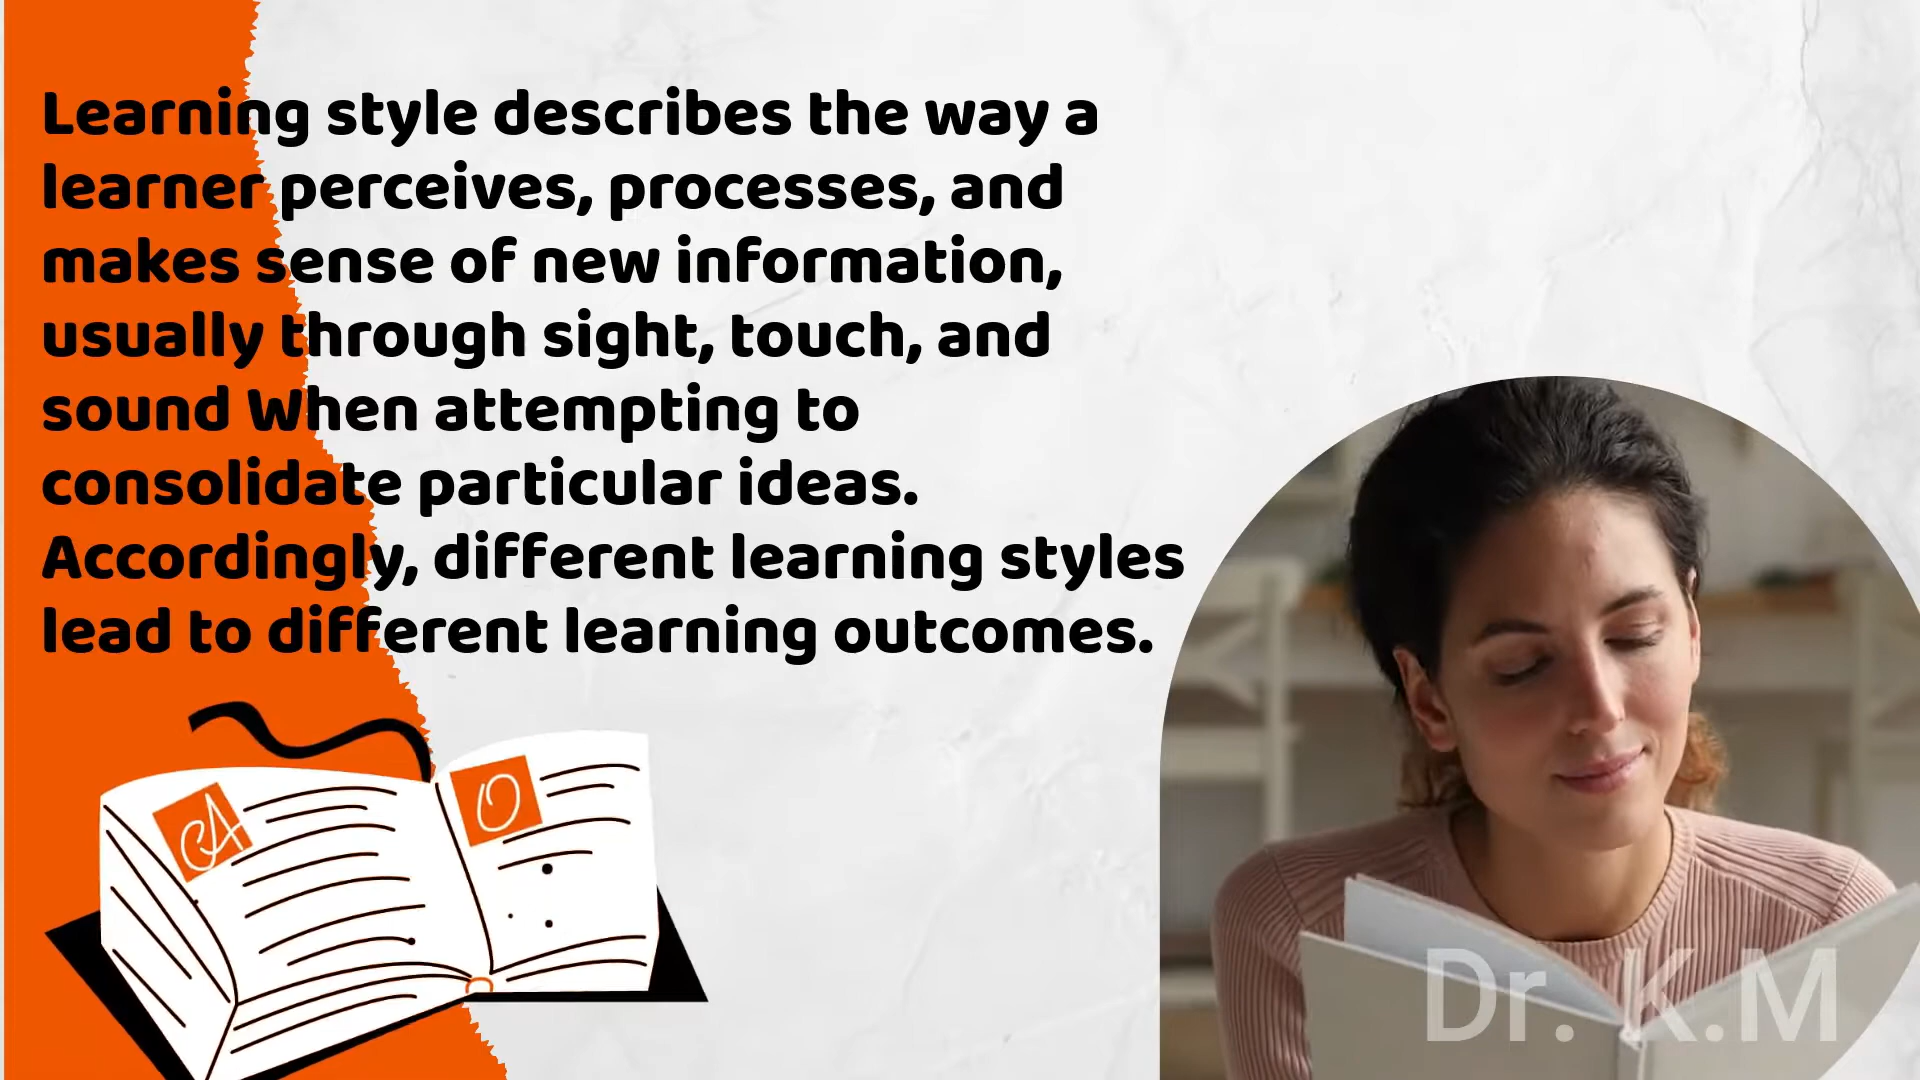 Learning style describes the way a
learner perceives, processes, and
makes sense of new information,
usually through sight, touch, and
sound When attempting to
consolidate particular ideas.
Accordingly, different learning styles
lead to different learning outcomes.
A
O
Dr. K.M